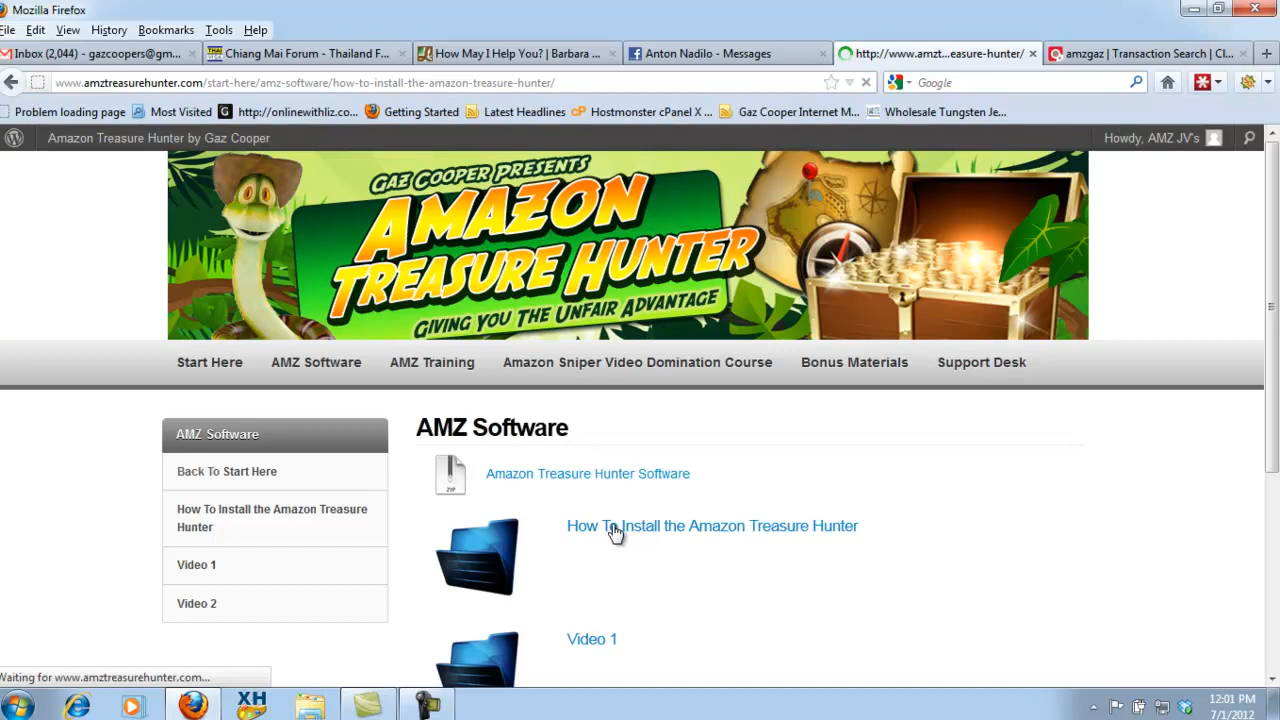 Mozilla Firefox
File Edit View History Bookmarks Tools Help
Inbox (2,044) - gazcoopers@gm... × Chiang Mai Forum - Thailand F... × How May I Help You? | Barbara ... × Anton Nadilo - Messages × http://www.amzt...easure-hunter/ × amzgaz | Transaction Search | Cl... ×
www.amztreasurehunter.com/start-here/amz-software/how-to-install-the-amazon-treasure-hunter/ Google
Problem loading page Most Visited http://onlinewithliz.co... Getting Started Latest Headlines Hostmonster cPanel X ... Gaz Cooper Internet M... Wholesale Tungsten Je...
Amazon Treasure Hunter by Gaz Cooper Howdy, AMZ JV's
GAZ COOPER PRESENTS
AMAZON
TREASURE HUNTER
GIVING YOU THE UNFAIR ADVANTAGE
Start Here AMZ Software AMZ Training Amazon Sniper Video Domination Course Bonus Materials Support Desk
AMZ Software
Back To Start Here
How To Install the Amazon Treasure
Hunter
Video 1
Video 2
AMZ Software
ZIP Amazon Treasure Hunter Software
How To Install the Amazon Treasure Hunter
Video 1
Waiting for www.amztreasurehunter.com...
XH 12:01 PM
7/1/2012